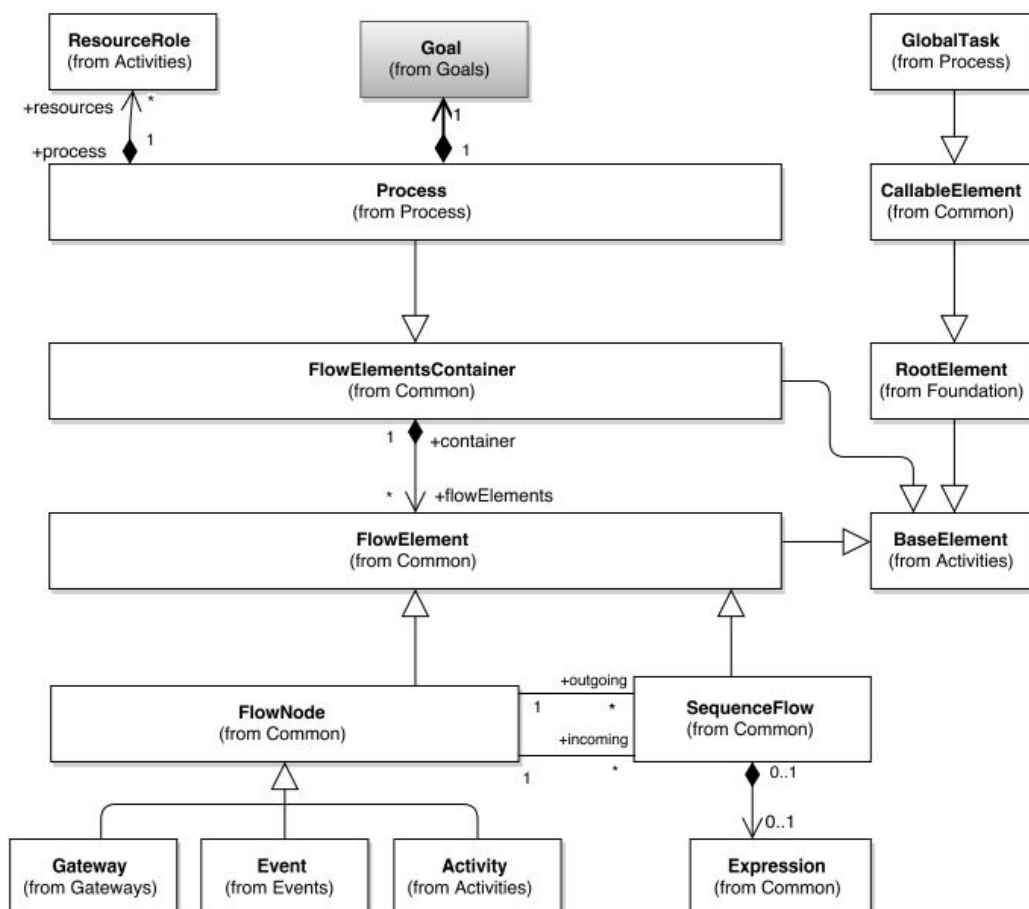 ResourceRole
(from Activities)
Goal
(from Goals)
GlobalTask
(from Process)
+resources
*
1
+process
1
1
Process
(from Process)
CallableElement
(from Common)
FlowElementsContainer
(from Common)
RootElement
(from Foundation)
1
+container
*
+flowElements
FlowElement
(from Common)
BaseElement
(from Activities)
+outgoing
1
*
FlowNode
(from Common)
SequenceFlow
(from Common)
+incoming
1
*
0..1
0..1
Gateway
(from Gateways)
Event
(from Events)
Activity
(from Activities)
Expression
(from Common)